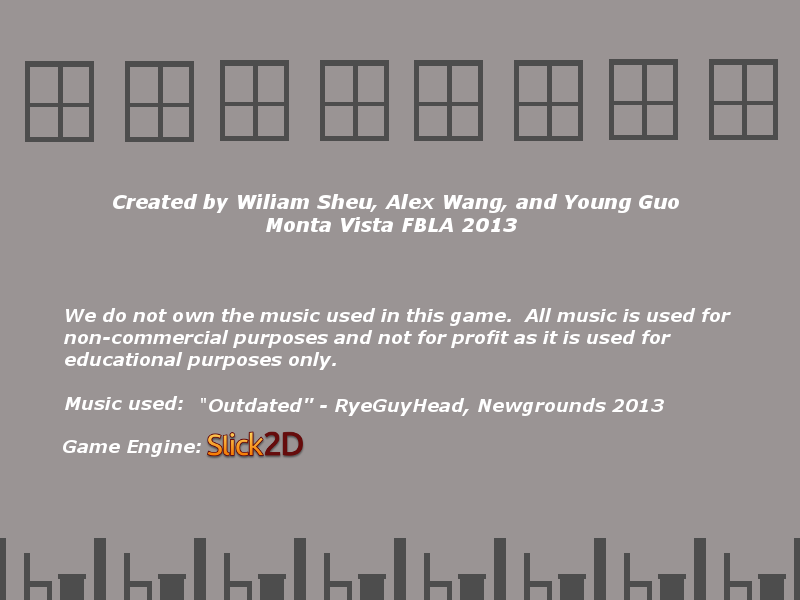 Created by Wiliam Sheu, Alex Wang, and Young Guo
Monta Vista FBLA 2013
We do not own the music used in this game.  All music is used for
non-commercial purposes and not for profit as it is used for
educational purposes only.
Music used:  "Outdated" - RyeGuyHead, Newgrounds 2013
Game Engine: Slick2D